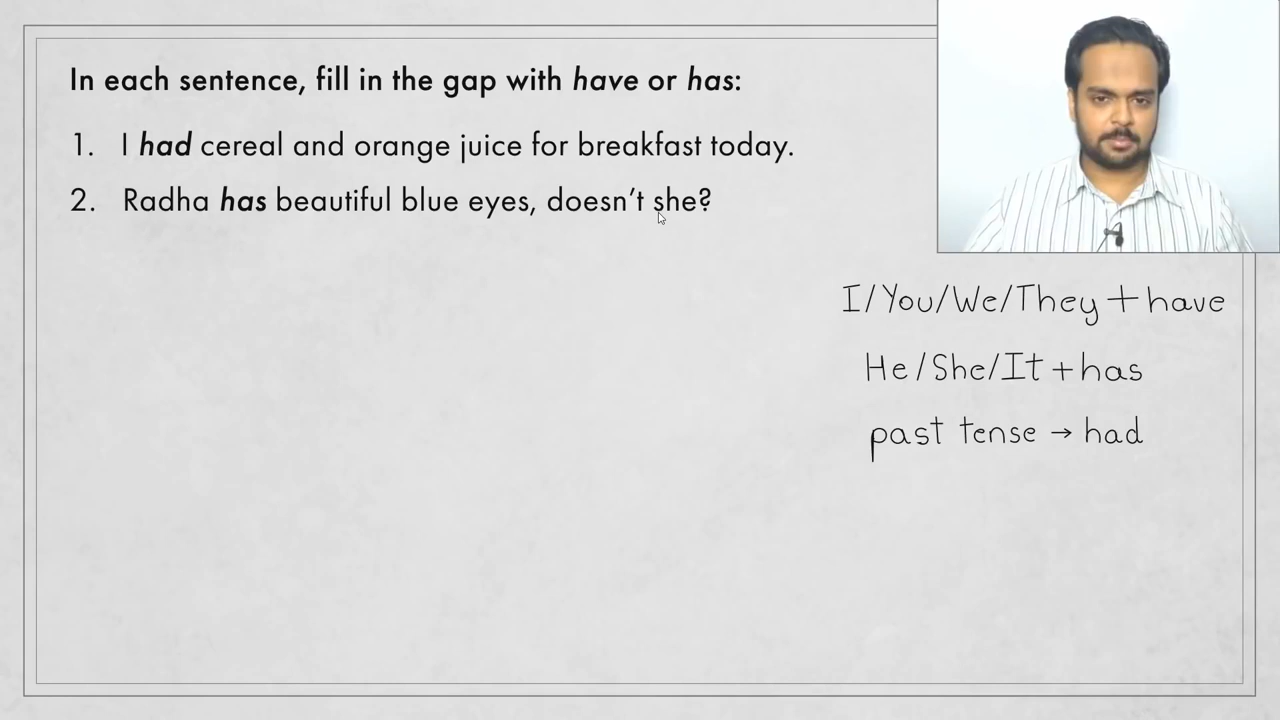 In each sentence, fill in the gap with have or has:
1. I had cereal and orange juice for breakfast today.
2. Radha has beautiful blue eyes, doesn’t she?
I/You/We/They + have
He/She/It + has
past tense → had